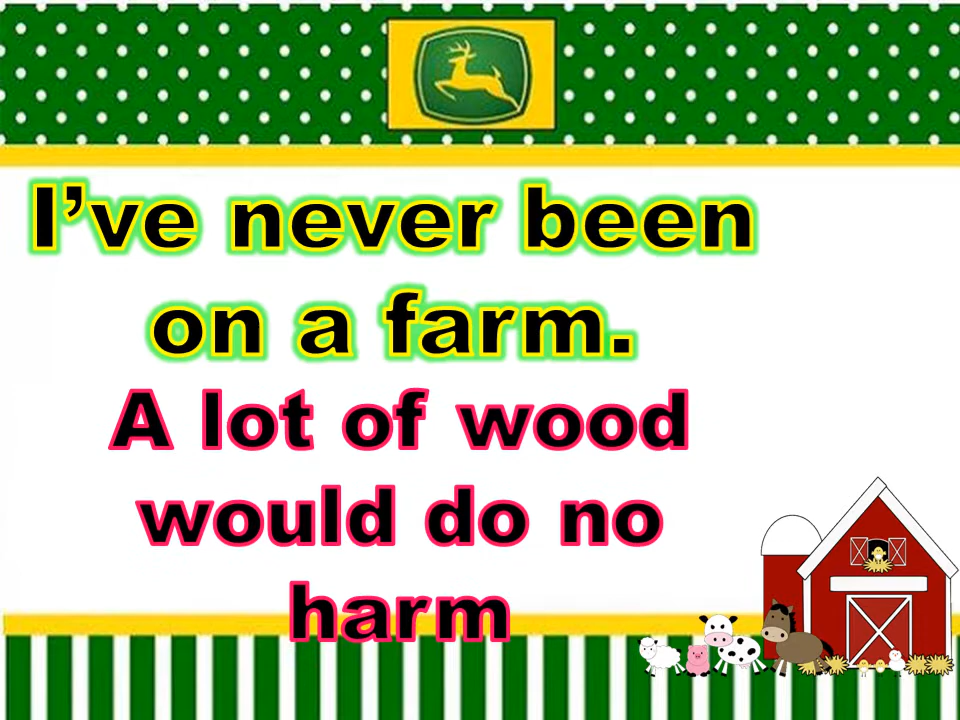 I’ve never been
on a farm.
A lot of wood
would do no
harm